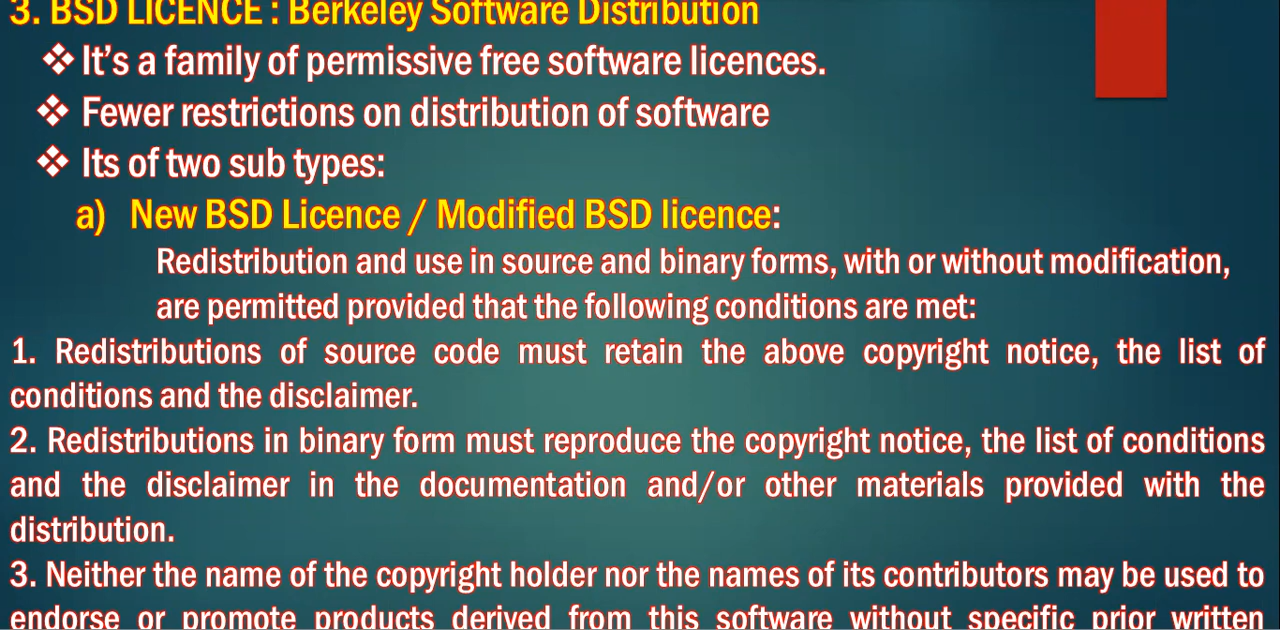 3. BSD LICENCE : Berkeley Software Distribution
❖ It's a family of permissive free software licences.
❖ Fewer restrictions on distribution of software
❖ Its of two sub types:
a) New BSD Licence / Modified BSD licence:
Redistribution and use in source and binary forms, with or without modification,
are permitted provided that the following conditions are met:
1. Redistributions of source code must retain the above copyright notice, the list of
conditions and the disclaimer.
2. Redistributions in binary form must reproduce the copyright notice, the list of conditions
and the disclaimer in the documentation and/or other materials provided with the
distribution.
3. Neither the name of the copyright holder nor the names of its contributors may be used to
endorse or promote products derived from this software without specific prior written